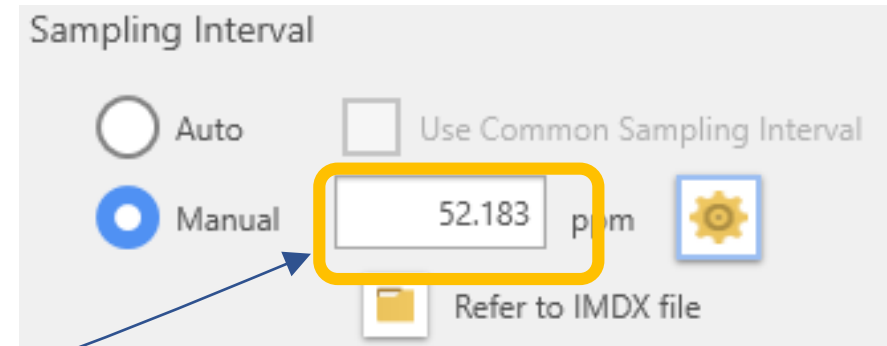 Sampling Interval
Auto Use Common Sampling Interval
Manual 52.183 ppm
Refer to IMDX file